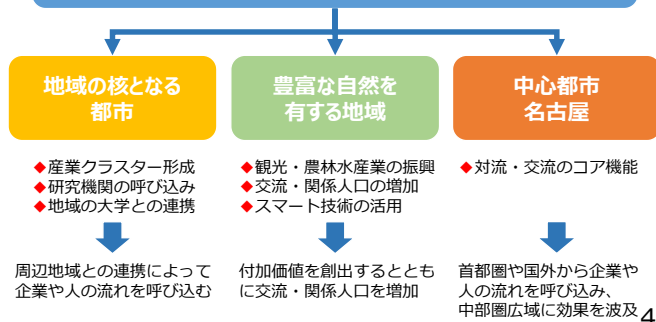 地域の核となる
都市
◆産業クラスター形成
◆研究機関の呼び込み
◆地域の大学との連携
周辺地域との連携によって
企業や人の流れを呼び込む
豊富な自然を
有する地域
◆観光・農林水産業の振興
◆交流・関係人口の増加
◆スマート技術の活用
付加価値を創出するととも
に交流・関係人口を増加
中心都市
名古屋
◆対流・交流のコア機能
首都圏や国外から企業や
人の流れを呼び込み、
中部圏広域に効果を波及
4